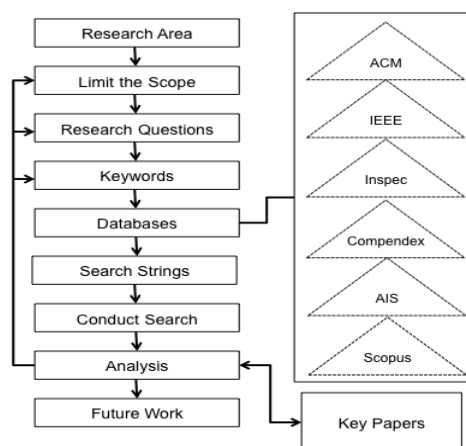 Research Area
Limit the Scope
Research Questions
Keywords
Databases
Search Strings
Conduct Search
Analysis
Future Work
ACM
IEEE
Inspec
Compendex
AIS
Scopus
Key Papers